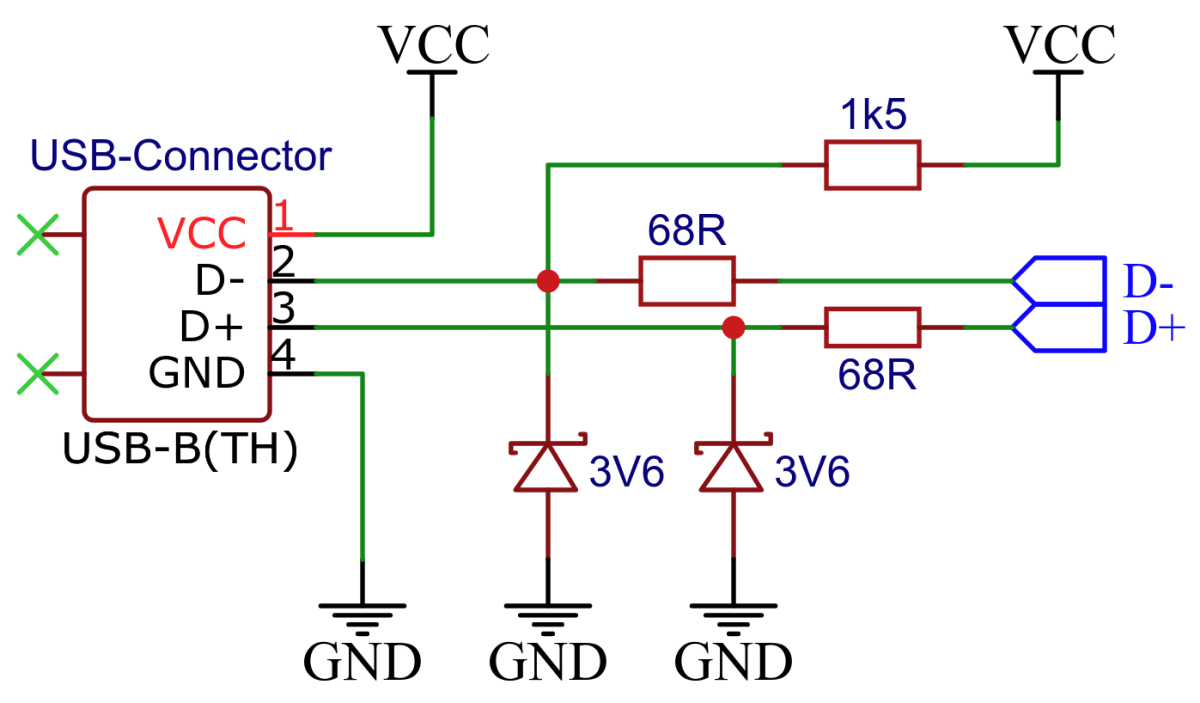 VCC
VCC
1k5
USB-Connector
VCC 1
68R
D- 2
D-
D+ 3
D+
GND 4
68R
USB-B(TH)
3V6
3V6
GND
GND
GND